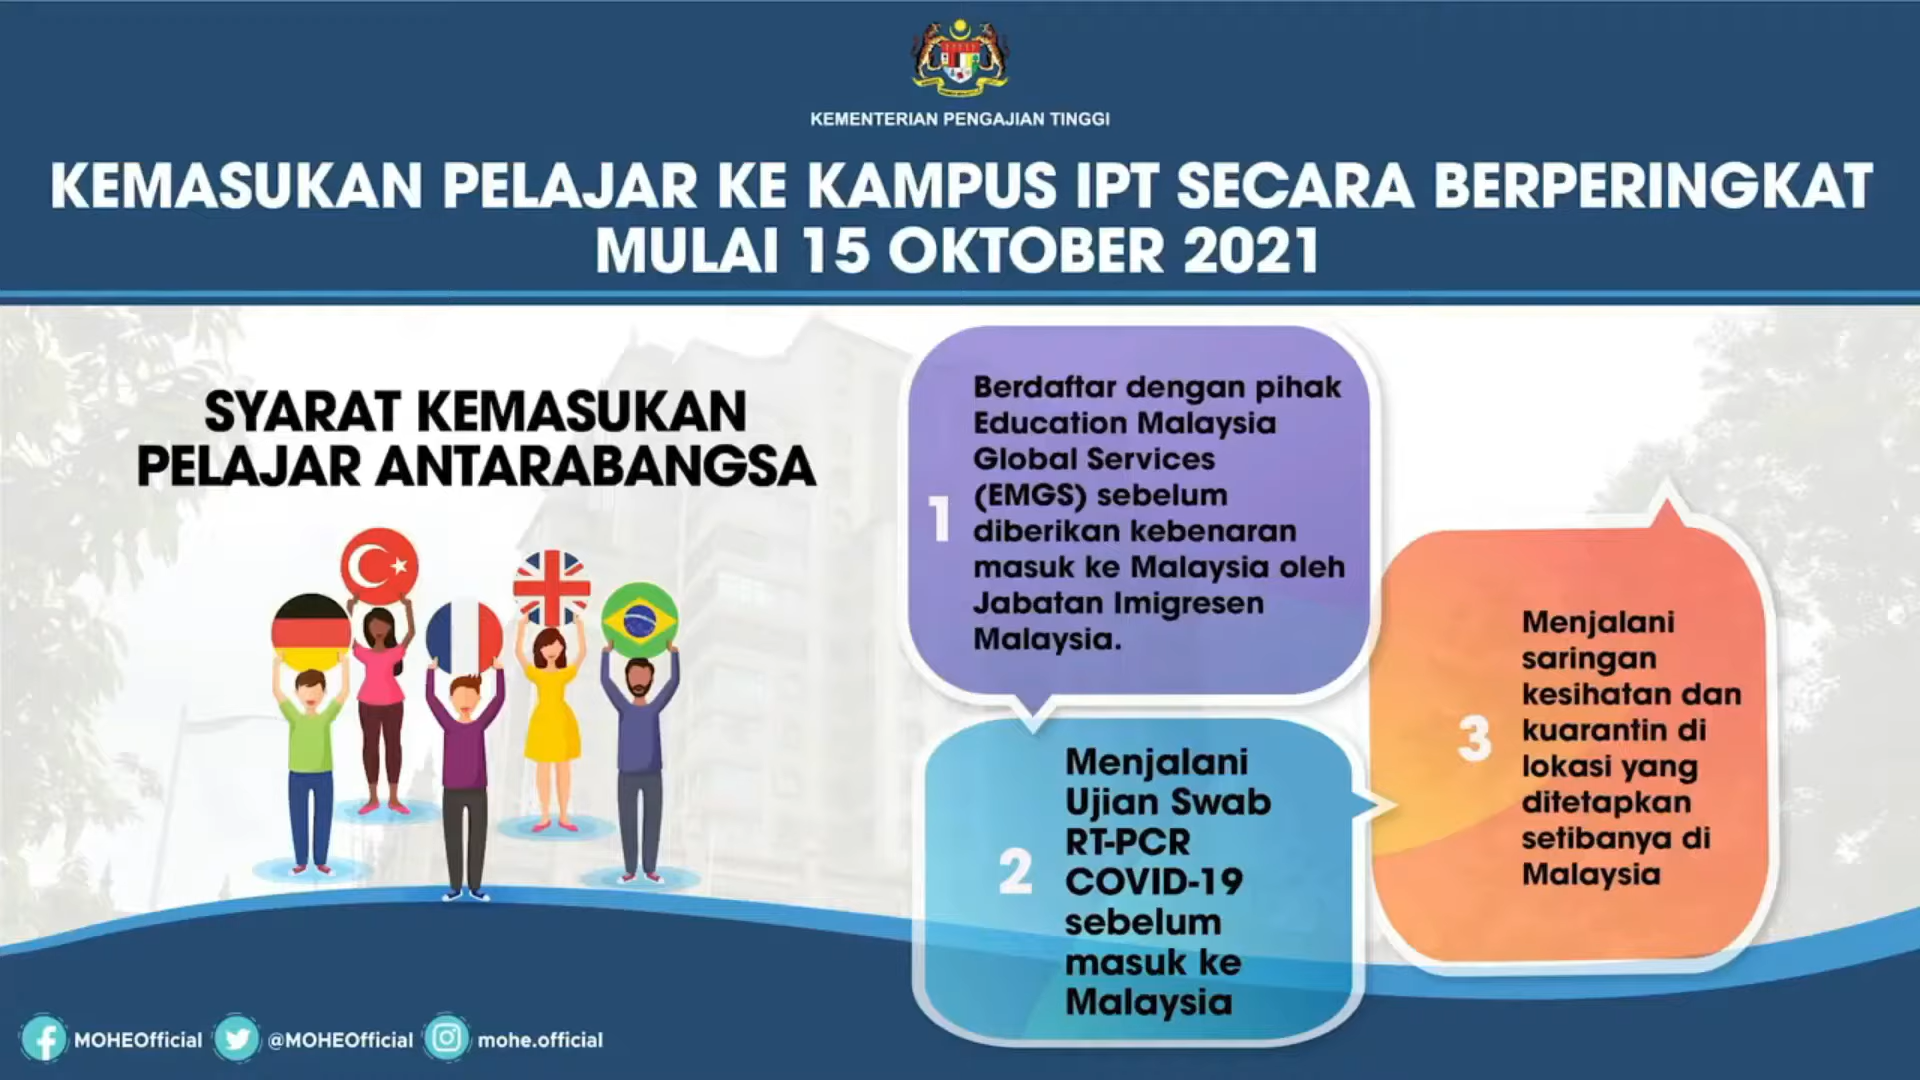 KEMENTERIAN PENGAJIAN TINGGI
KEMASUKAN PELAJAR KE KAMPUS IPT SECARA BERPERINGKAT
MULAI 15 OKTOBER 2021
SYARAT KEMASUKAN
PELAJAR ANTARABANGSA
1
Berdaftar dengan pihak
Education Malaysia
Global Services
(EMGS) sebelum
diberikan kebenaran
masuk ke Malaysia oleh
Jabatan Imigresen
Malaysia.
2
Menjalani
Ujian Swab
RT-PCR
COVID-19
sebelum
masuk ke
Malaysia
3
Menjalani
saringan
kesihatan dan
kuarantin di
lokasi yang
ditetapkan
setibanya di
Malaysia
MOHEOfficial @MOHEOfficial mohe.official